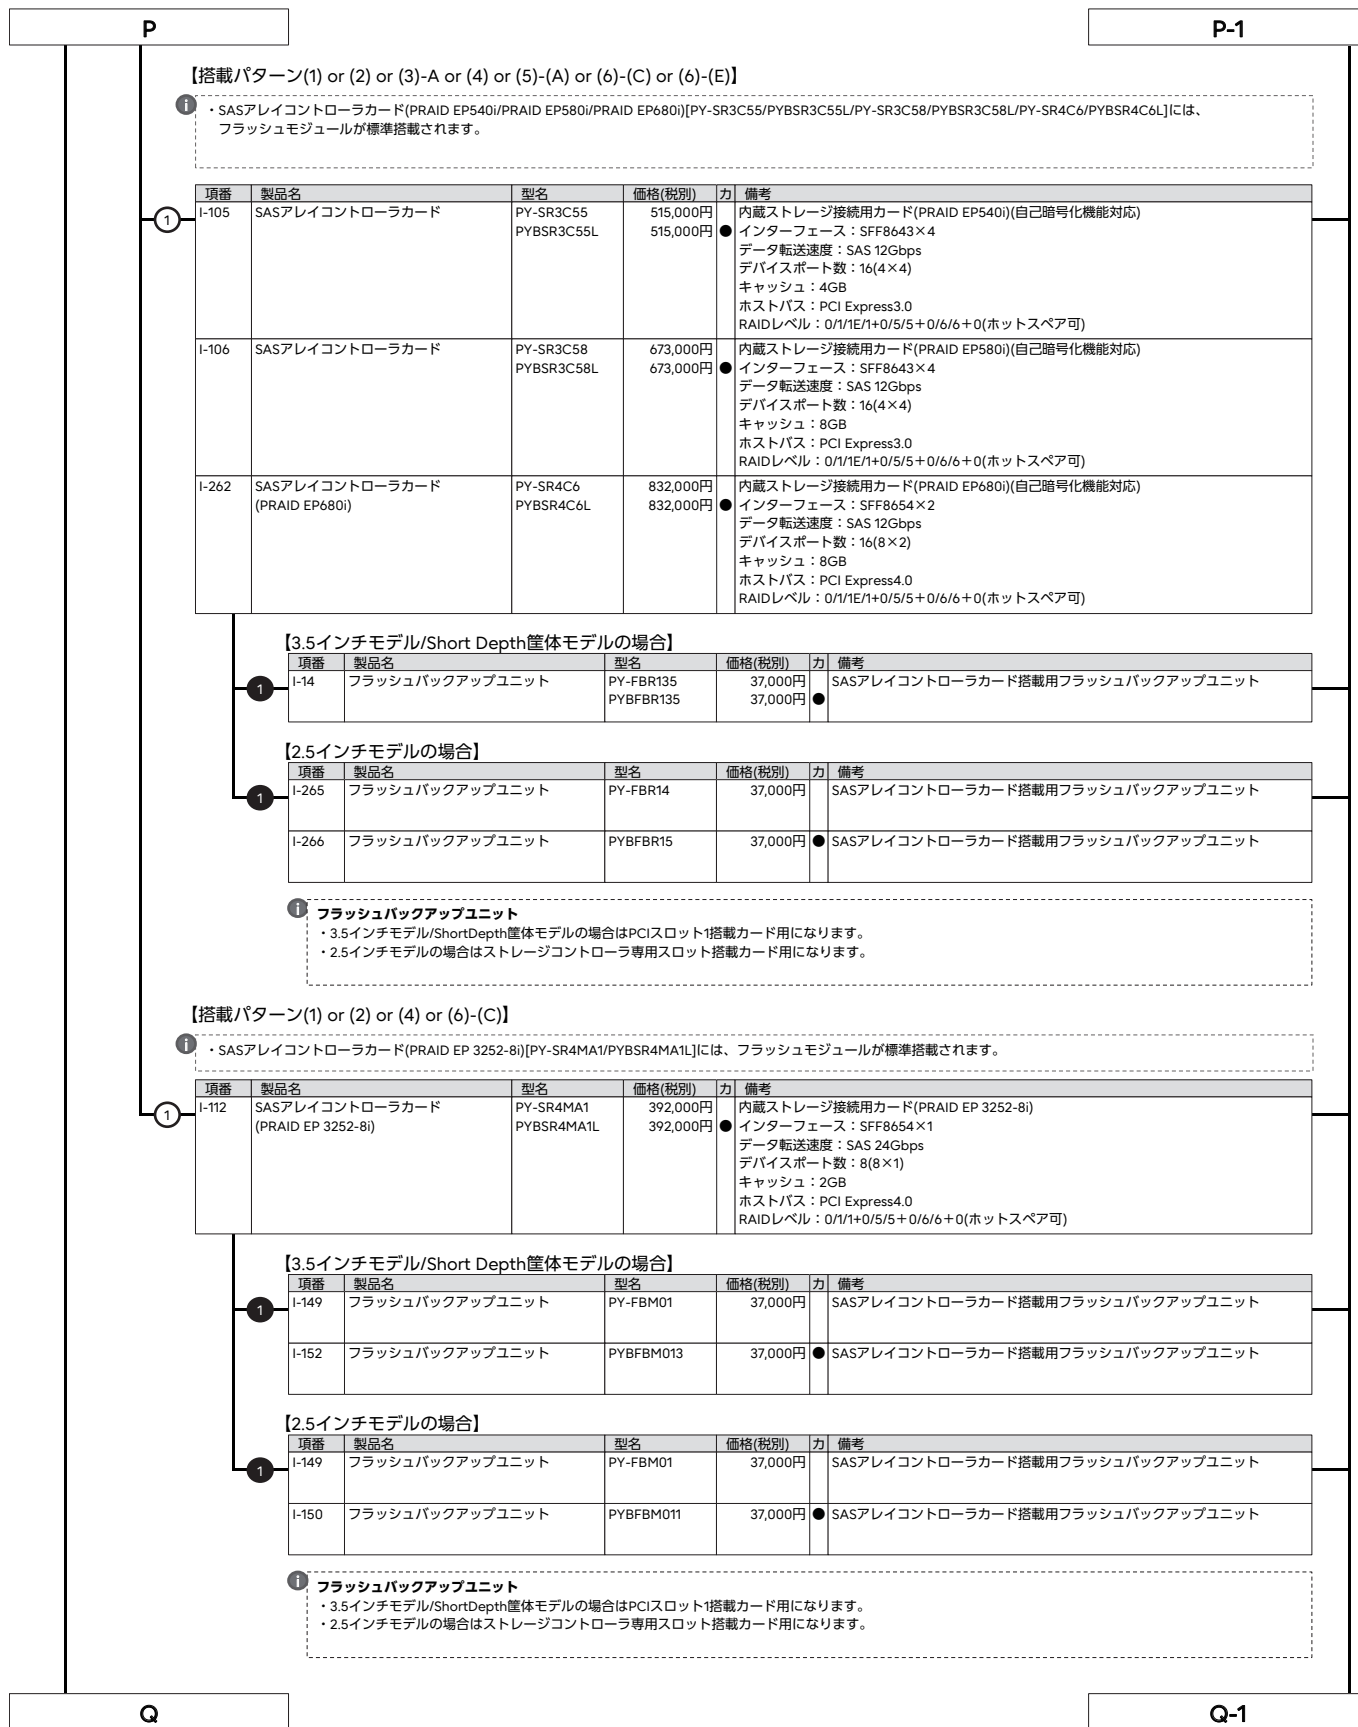 P
P-1
【搭載パターン(1) or (2) or (3)-A or (4) or (5)-(A) or (6)-(C) or (6)-(E)】
i
・SASアレイコントローラカード(PRAID EP540i/PRAID EP580i/PRAID EP680i)[PY-SR3C55/PYBSR3C55L/PY-SR3C58/PYBSR3C58L/PY-SR4C6/PYBSR4C6L]には、
フラッシュモジュールが標準搭載されます。
項番 製品名 型名 価格(税別) カ 備考
1
I-105 SASアレイコントローラカード PY-SR3C55 515,000円 内蔵ストレージ接続用カード(PRAID EP540i)(自己暗号化機能対応)
PYBSR3C55L 515,000円 ● インターフェース：SFF8643×4
データ転送速度：SAS 12Gbps
デバイスポート数：16(4×4)
キャッシュ：4GB
ホストバス：PCI Express3.0
RAIDレベル：0/1/1E/1+0/5/5＋0/6/6＋0(ホットスペア可)
I-106 SASアレイコントローラカード PY-SR3C58 673,000円 内蔵ストレージ接続用カード(PRAID EP580i)(自己暗号化機能対応)
PYBSR3C58L 673,000円 ● インターフェース：SFF8643×4
データ転送速度：SAS 12Gbps
デバイスポート数：16(4×4)
キャッシュ：8GB
ホストバス：PCI Express3.0
RAIDレベル：0/1/1E/1+0/5/5＋0/6/6＋0(ホットスペア可)
I-262 SASアレイコントローラカード PY-SR4C6 832,000円 内蔵ストレージ接続用カード(PRAID EP680i)(自己暗号化機能対応)
(PRAID EP680i) PYBSR4C6L 832,000円 ● インターフェース：SFF8654×2
データ転送速度：SAS 12Gbps
デバイスポート数：16(8×2)
キャッシュ：8GB
ホストバス：PCI Express4.0
RAIDレベル：0/1/1E/1+0/5/5＋0/6/6＋0(ホットスペア可)
【3.5インチモデル/Short Depth筐体モデルの場合】
項番 製品名 型名 価格(税別) カ 備考
1
I-14 フラッシュバックアップユニット PY-FBR135 37,000円 SASアレイコントローラカード搭載用フラッシュバックアップユニット
PYBFBR135 37,000円 ●
【2.5インチモデルの場合】
項番 製品名 型名 価格(税別) カ 備考
1
I-265 フラッシュバックアップユニット PY-FBR14 37,000円 SASアレイコントローラカード搭載用フラッシュバックアップユニット
I-266 フラッシュバックアップユニット PYBFBR15 37,000円 ● SASアレイコントローラカード搭載用フラッシュバックアップユニット
i
フラッシュバックアップユニット
・3.5インチモデル/ShortDepth筐体モデルの場合はPCIスロット1搭載カード用になります。
・2.5インチモデルの場合はストレージコントローラ専用スロット搭載カード用になります。
【搭載パターン(1) or (2) or (4) or (6)-(C)】
i
・SASアレイコントローラカード(PRAID EP 3252-8i)[PY-SR4MA1/PYBSR4MA1L]には、フラッシュモジュールが標準搭載されます。
項番 製品名 型名 価格(税別) カ 備考
1
I-112 SASアレイコントローラカード PY-SR4MA1 392,000円 内蔵ストレージ接続用カード(PRAID EP 3252-8i)
(PRAID EP 3252-8i) PYBSR4MA1L 392,000円 ● インターフェース：SFF8654×1
データ転送速度：SAS 24Gbps
デバイスポート数：8(8×1)
キャッシュ：2GB
ホストバス：PCI Express4.0
RAIDレベル：0/1/1+0/5/5＋0/6/6＋0(ホットスペア可)
【3.5インチモデル/Short Depth筐体モデルの場合】
項番 製品名 型名 価格(税別) カ 備考
1
I-149 フラッシュバックアップユニット PY-FBM01 37,000円 SASアレイコントローラカード搭載用フラッシュバックアップユニット
I-152 フラッシュバックアップユニット PYBFBM013 37,000円 ● SASアレイコントローラカード搭載用フラッシュバックアップユニット
【2.5インチモデルの場合】
項番 製品名 型名 価格(税別) カ 備考
1
I-149 フラッシュバックアップユニット PY-FBM01 37,000円 SASアレイコントローラカード搭載用フラッシュバックアップユニット
I-150 フラッシュバックアップユニット PYBFBM011 37,000円 ● SASアレイコントローラカード搭載用フラッシュバックアップユニット
i
フラッシュバックアップユニット
・3.5インチモデル/ShortDepth筐体モデルの場合はPCIスロット1搭載カード用になります。
・2.5インチモデルの場合はストレージコントローラ専用スロット搭載カード用になります。
Q
Q-1